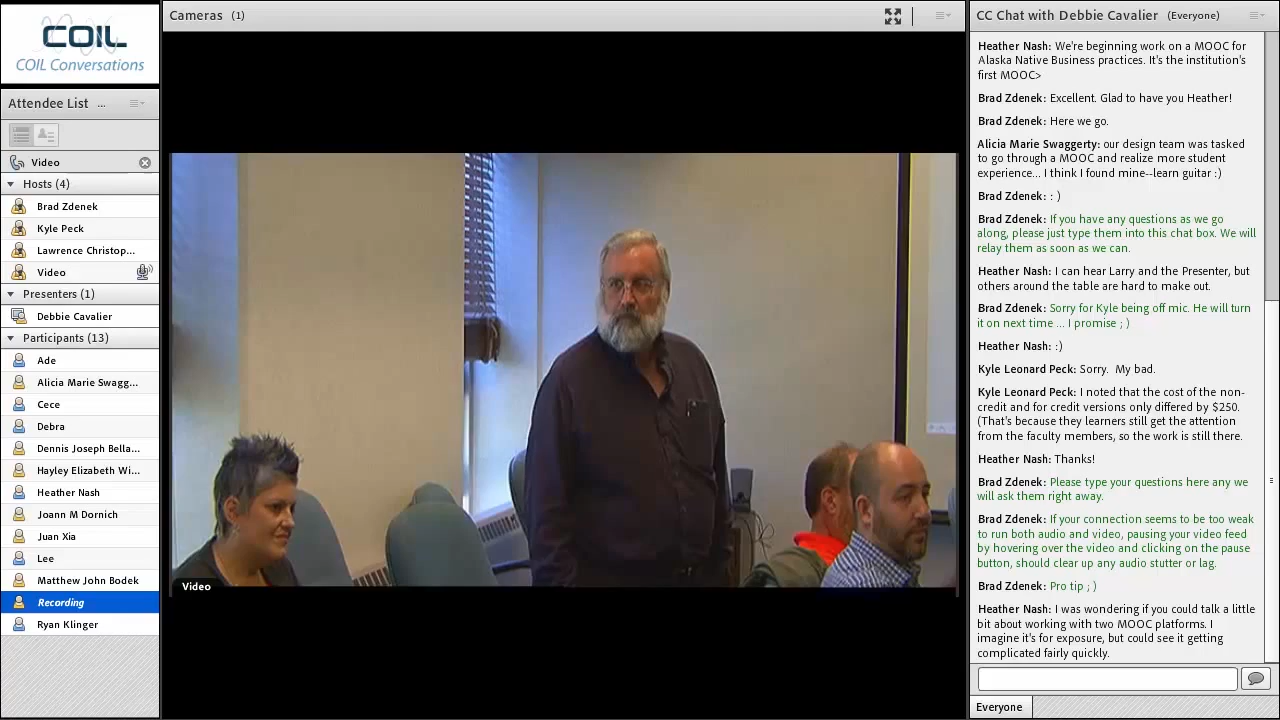 COIL
COIL Conversations
Attendee List ...
Video
Hosts (4)
Brad Zdenek
Kyle Peck
Lawrence Christop...
Video
Presenters (1)
Debbie Cavalier
Participants (13)
Ade
Alicia Marie Swagg...
Cece
Debra
Dennis Joseph Bella...
Hayley Elizabeth Wi...
Heather Nash
Joann M Dornich
Juan Xia
Lee
Matthew John Bodek
Recording
Ryan Klinger
Cameras (1)
Video
CC Chat with Debbie Cavalier (Everyone)
Heather Nash: We're beginning work on a MOOC for
Alaska Native Business practices. It's the institution's
first MOOC>
Brad Zdenek: Excellent. Glad to have you Heather!
Brad Zdenek: Here we go.
Alicia Marie Swaggerty: our design team was tasked
to go through a MOOC and realize more student
experience... I think I found mine--learn guitar :)
Brad Zdenek: : )
Brad Zdenek: If you have any questions as we go
along, please just type them into this chat box. We will
relay them as soon as we can.
Heather Nash: I can hear Larry and the Presenter, but
others around the table are hard to make out.
Brad Zdenek: Sorry for Kyle being off mic. He will turn
it on next time ... I promise ; )
Heather Nash: :)
Kyle Leonard Peck: Sorry. My bad.
Kyle Leonard Peck: I noted that the cost of the non-
credit and for credit versions only differed by $250.
(That's because they learners still get the attention
from the faculty members, so the work is still there.
Heather Nash: Thanks!
Brad Zdenek: Please type your questions here any we
will ask them right away.
Brad Zdenek: If your connection seems to be too weak
to run both audio and video, pausing your video feed
by hovering over the video and clicking on the pause
button, should clear up any audio stutter or lag.
Brad Zdenek: Pro tip ; )
Heather Nash: I was wondering if you could talk a little
bit about working with two MOOC platforms. I
imagine it's for exposure, but could see it getting
complicated fairly quickly.
Everyone